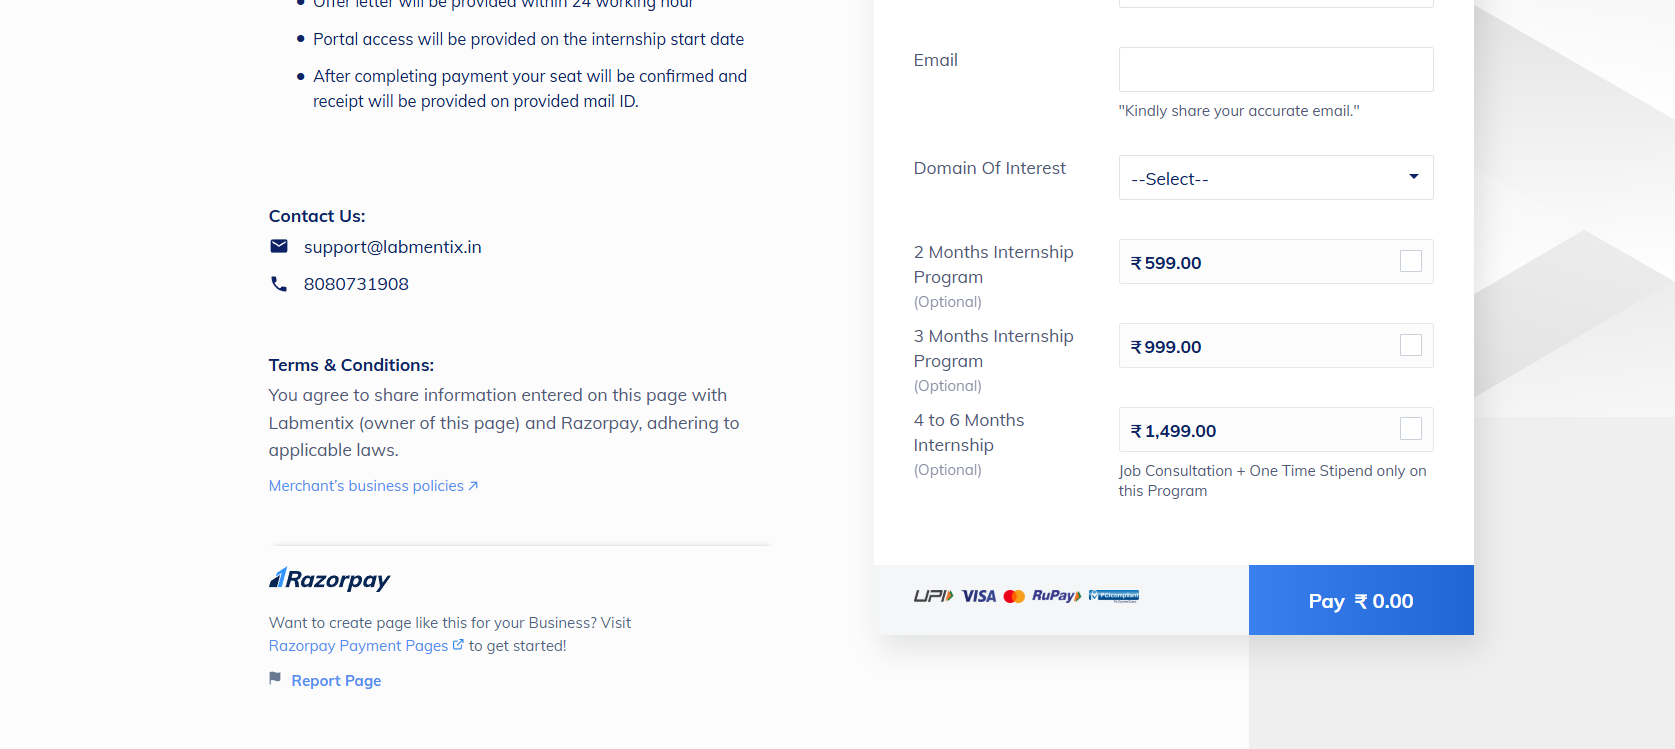 Offer letter will be provided within 24 working hour
Portal access will be provided on the internship start date
After completing payment your seat will be confirmed and
receipt will be provided on provided mail ID.
Contact Us:
support@labmentix.in
8080731908
Terms & Conditions:
You agree to share information entered on this page with
Labmentix (owner of this page) and Razorpay, adhering to
applicable laws.
Merchant's business policies
Razorpay
Want to create page like this for your Business? Visit
Razorpay Payment Pages to get started!
Report Page
Email
"Kindly share your accurate email."
Domain Of Interest
--Select--
2 Months Internship
Program
(Optional)
₹ 599.00
3 Months Internship
Program
(Optional)
₹ 999.00
4 to 6 Months
Internship
(Optional)
₹ 1,499.00
Job Consultation + One Time Stipend only on
this Program
UPI VISA RuPay PCI compliant
Pay ₹ 0.00